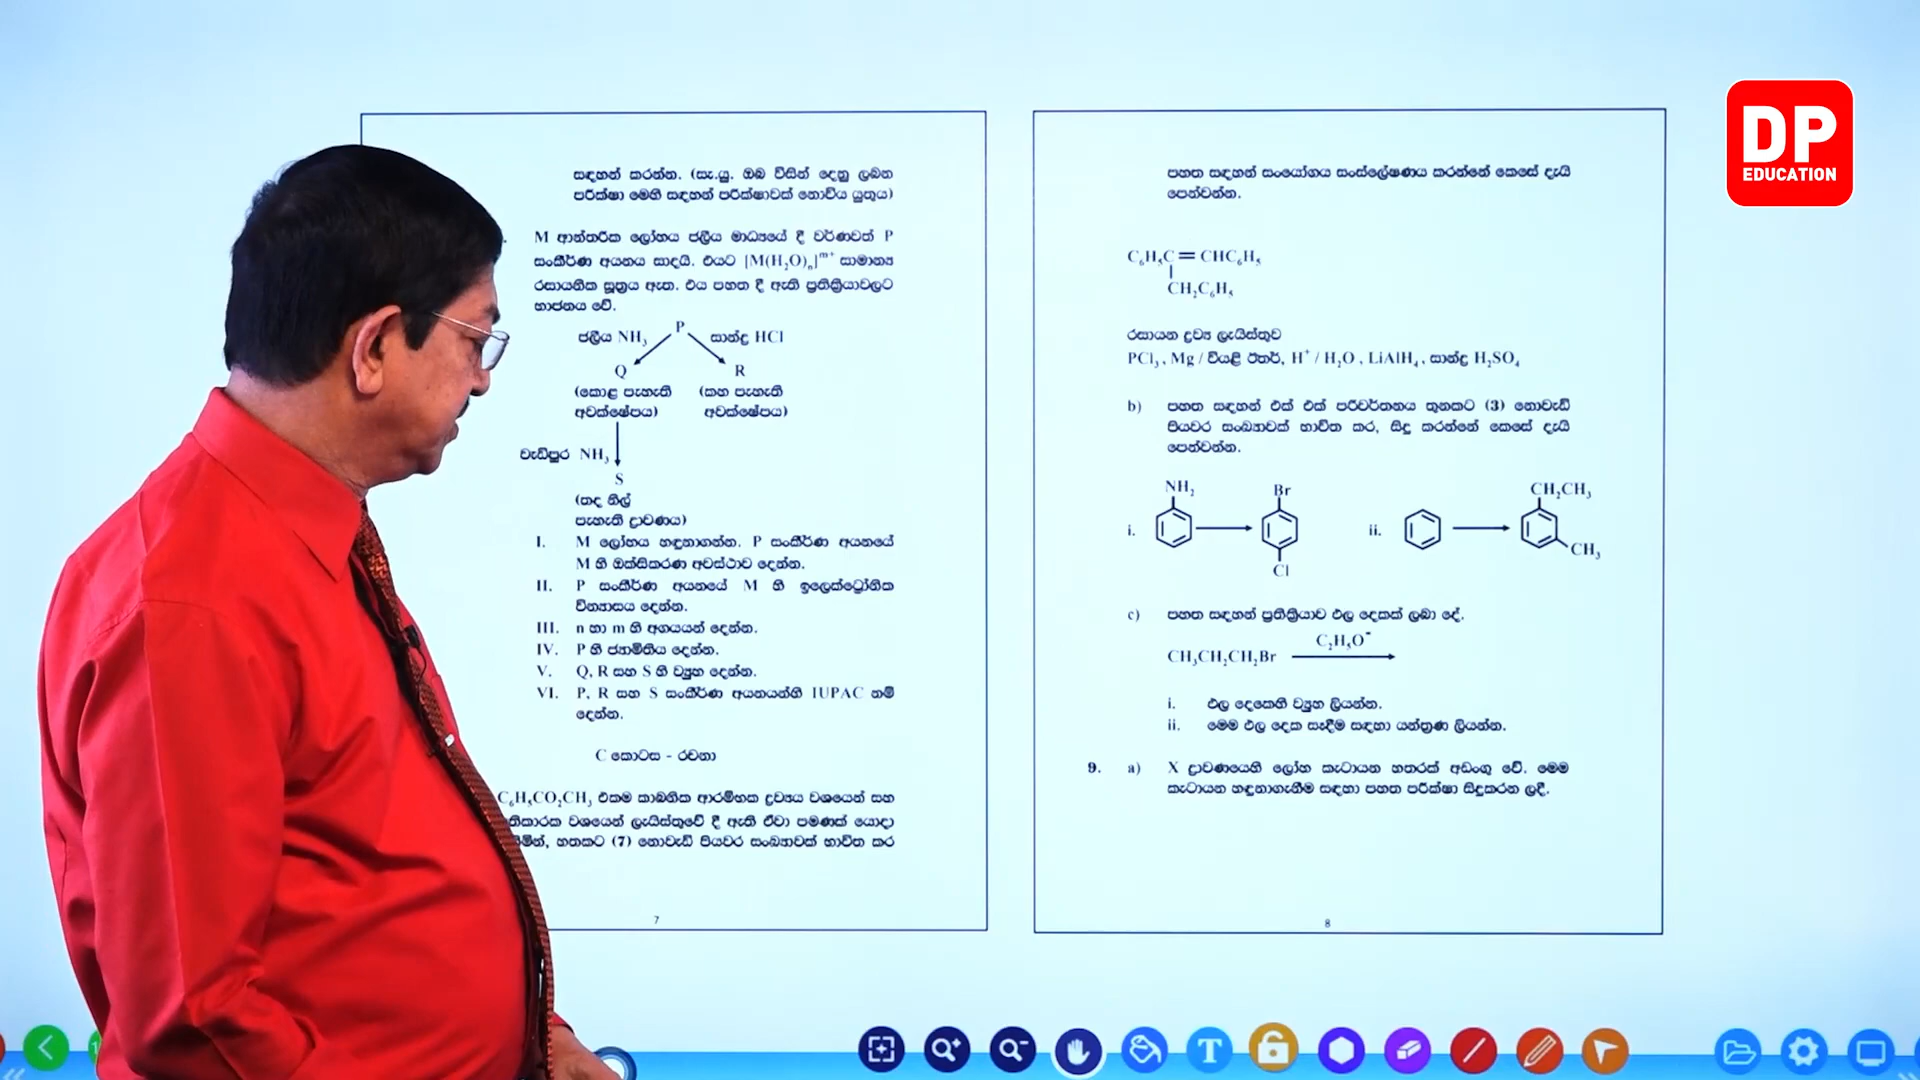 සඳහන් කරන්න. (සැ.යු. ඔබ විසින් දෙනු ලබන
පරීක්ෂා මෙහි සඳහන් පරීක්ෂාවක් නොවිය යුතුය)
M ආන්තරික ලෝහය ජලීය මාධ්‍යයේ දී වර්ණවත් P
සංකීර්ණ අයනය සාදයි. එයට [M(H₂O)ₙ]ᵐ⁺ සාමාන්‍ය
රසායනික සූත්‍රය ඇත. එය පහත දී ඇති ප්‍රතික්‍රියාවලට
භාජනය වේ.
P
ජලීය NH₃ සාන්ද්‍ර HCl
Q R
(කොළ පැහැති (කහ පැහැති
අවක්ෂේපය) අවක්ෂේපය)
වැඩිපුර NH₃
S
(තද නිල්
පැහැති ද්‍රාවණය)
I. M ලෝහය හඳුනාගන්න. P සංකීර්ණ අයනයේ
M හි ඔක්සිකරණ අවස්ථාව දෙන්න.
II. P සංකීර්ණ අයනයේ M හි ඉලෙක්ට්‍රෝනික
වින්‍යාසය දෙන්න.
III. n හා m හි අගයයන් දෙන්න.
IV. P හි ජ්‍යාමිතිය දෙන්න.
V. Q, R සහ S හි ව්‍යුහ දෙන්න.
VI. P, R සහ S සංකීර්ණ අයනයන්හි IUPAC නම්
දෙන්න.
C කොටස - රචනා
C₆H₅CO₂CH₃ එකම කාබනික ආරම්භක ද්‍රව්‍යය වශයෙන් සහ
වශයෙන් ලැයිස්තුවේ දී ඇති ඒවා පමණක් යොදා
හතකට (7) නොවැඩි පියවර සංඛ්‍යාවක් භාවිත කර
7
පහත සඳහන් සංයෝගය සංස්ලේෂණය කරන්නේ කෙසේ දැයි
පෙන්වන්න.
C₆H₅C = CHC₆H₅
CH₂C₆H₅
රසායන ද්‍රව්‍ය ලැයිස්තුව
PCl₃, Mg / වියළි ඊතර්, H⁺ / H₂O, LiAlH₄, සාන්ද්‍ර H₂SO₄
b) පහත සඳහන් එක් එක් පරිවර්තනය තුනකට (3) නොවැඩි
පියවර සංඛ්‍යාවක් භාවිත කර, සිදු කරන්නේ කෙසේ දැයි
පෙන්වන්න.
NH₂ Br CH₂CH₃
i. ii.
CH₃
Cl
c) පහත සඳහන් ප්‍රතික්‍රියාව ඵල දෙකක් ලබා දේ.
C₂H₅O⁻
CH₃CH₂CH₂Br
i. ඵල දෙකෙහි ව්‍යුහ ලියන්න.
ii. මෙම ඵල දෙක සෑදීම සඳහා යන්ත්‍රණ ලියන්න.
9. a) X ද්‍රාවණයෙහි ලෝහ කැටායන හතරක් අඩංගු වේ. මෙම
කැටායන හඳුනාගැනීම සඳහා පහත පරීක්ෂා සිදුකරන ලදී.
8
DP
EDUCATION
T